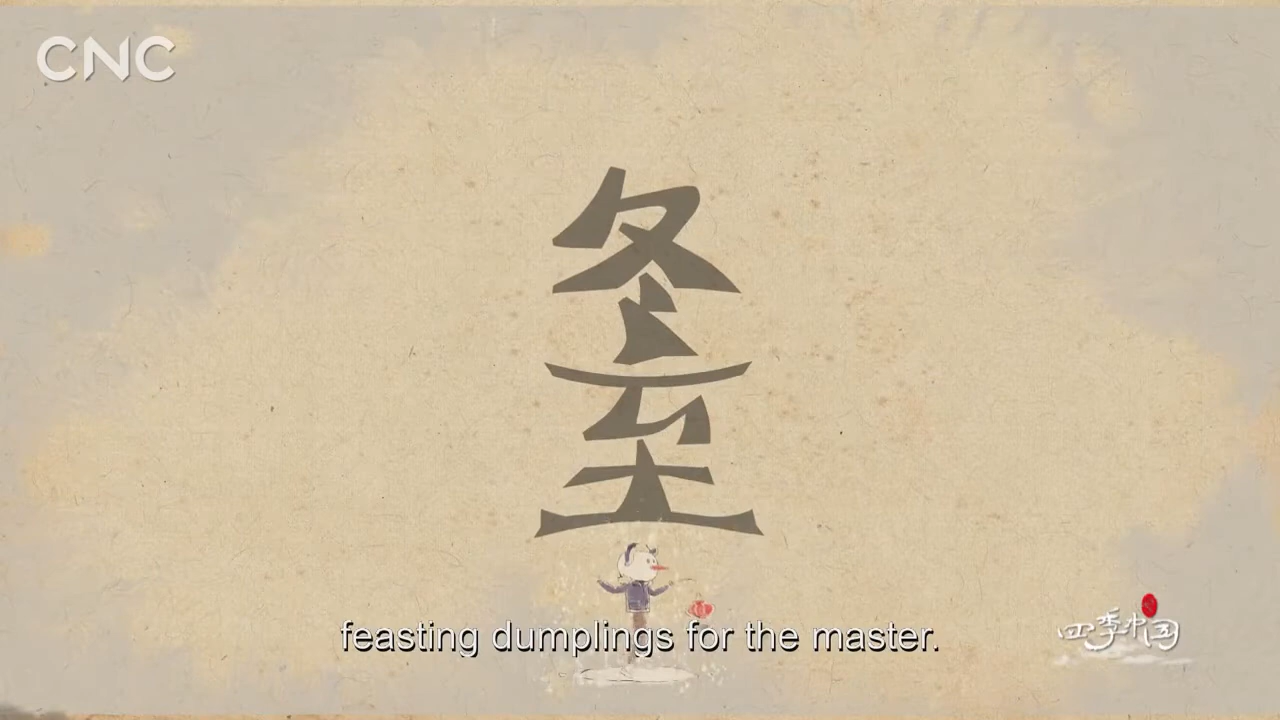 CNC
冬
至
feasting dumplings for the master.
四季中国